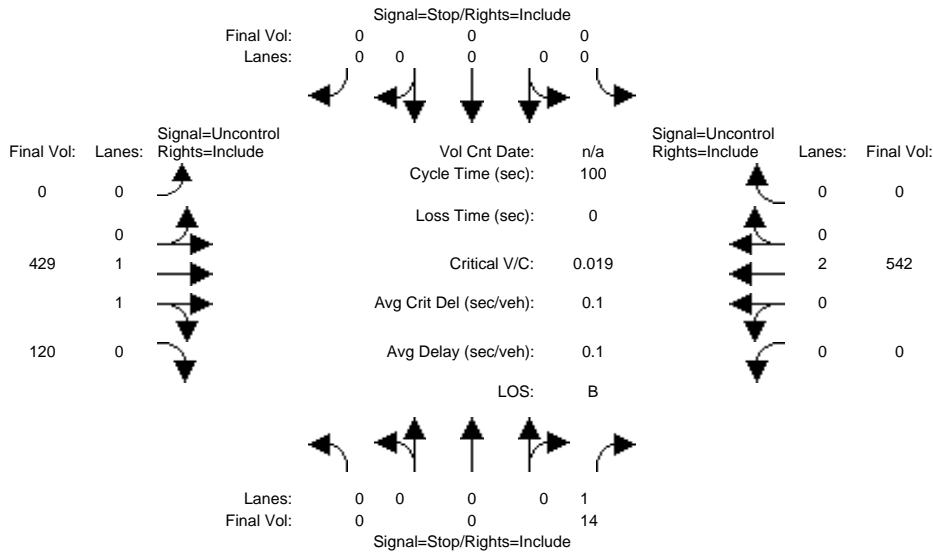 Signal=Stop/Rights=Include
Final Vol: 0 0 0
Lanes: 0 0 0 0 0
Signal=Uncontrol Signal=Uncontrol
Final Vol: Lanes: Rights=Include Vol Cnt Date: n/a Rights=Include Lanes: Final Vol:
Cycle Time (sec): 100
0 0 0 0
Loss Time (sec): 0
0 0
429 1 Critical V/C: 0.019 2 542
1 Avg Crit Del (sec/veh): 0.1 0
120 0 Avg Delay (sec/veh): 0.1 0 0
LOS: B
Lanes: 0 0 0 0 1
Final Vol: 0 0 14
Signal=Stop/Rights=Include